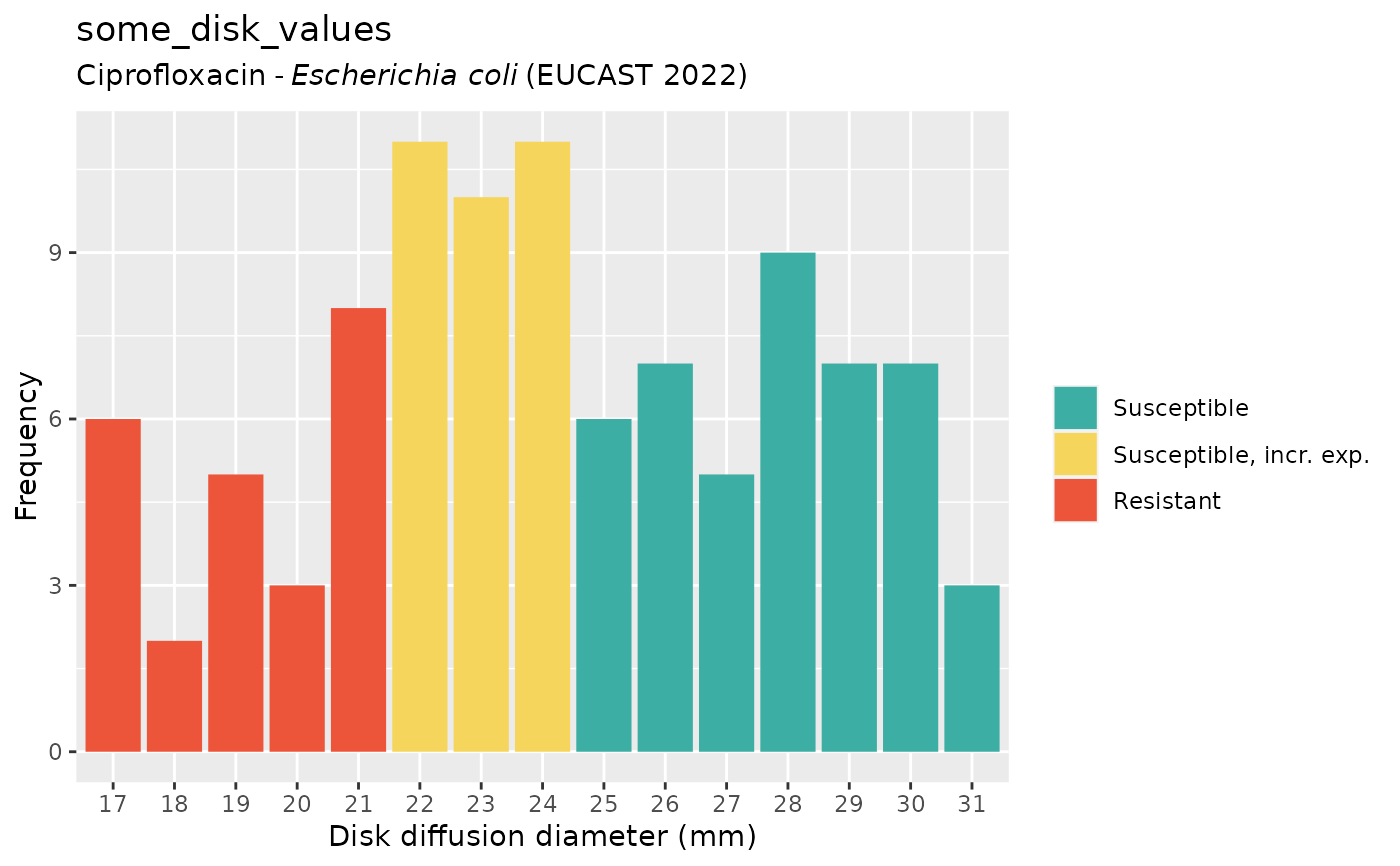 some_disk_values
Ciprofloxacin - Escherichia coli (EUCAST 2022)
Frequency
9
6
3
0
17 18 19 20 21 22 23 24 25 26 27 28 29 30 31
Disk diffusion diameter (mm)
Susceptible
Susceptible, incr. exp.
Resistant